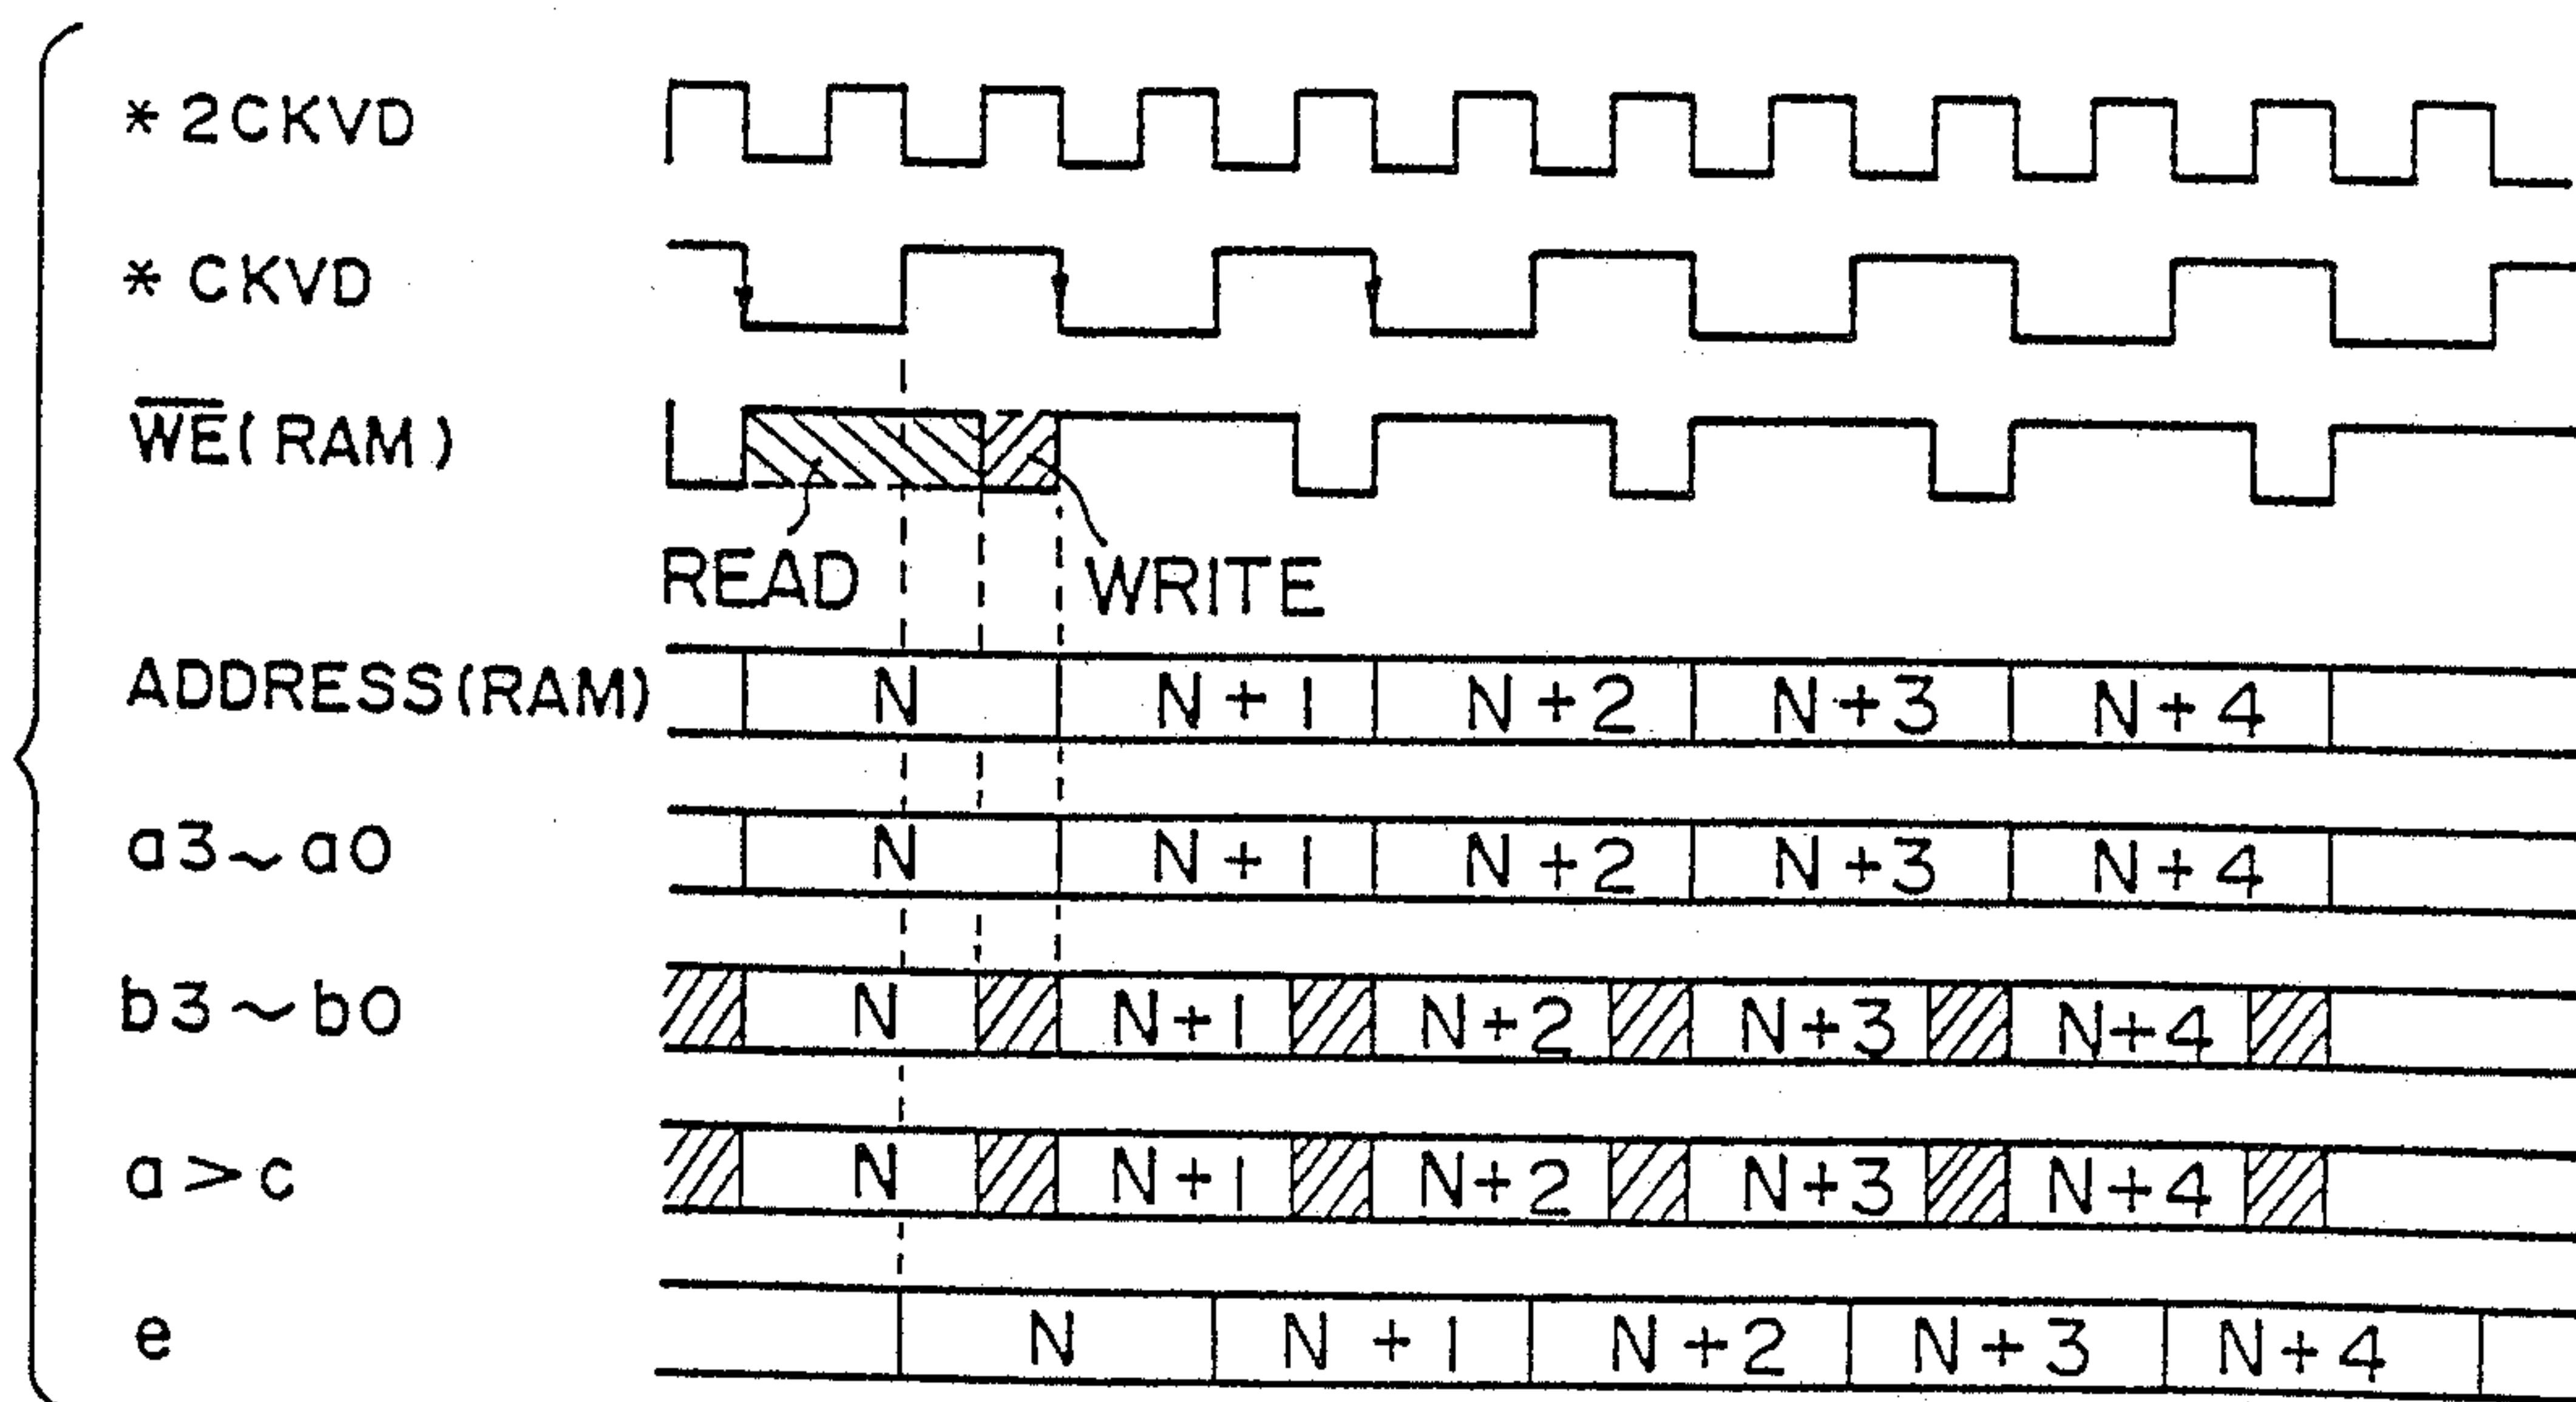 *2CKVD
*CKVD
W̅E̅(RAM)
READ WRITE
ADDRESS(RAM) N N+1 N+2 N+3 N+4
a3~a0 N N+1 N+2 N+3 N+4
b3~b0 N N+1 N+2 N+3 N+4
a>c N N+1 N+2 N+3 N+4
e N N+1 N+2 N+3 N+4